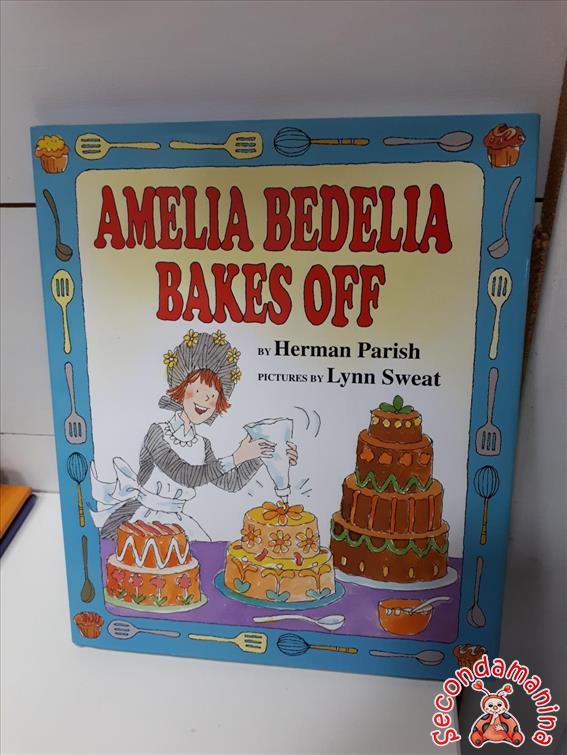 AMELIA BEDELIA
BAKES OFF
BY Herman Parish
PICTURES BY Lynn Sweat
Secondamanina